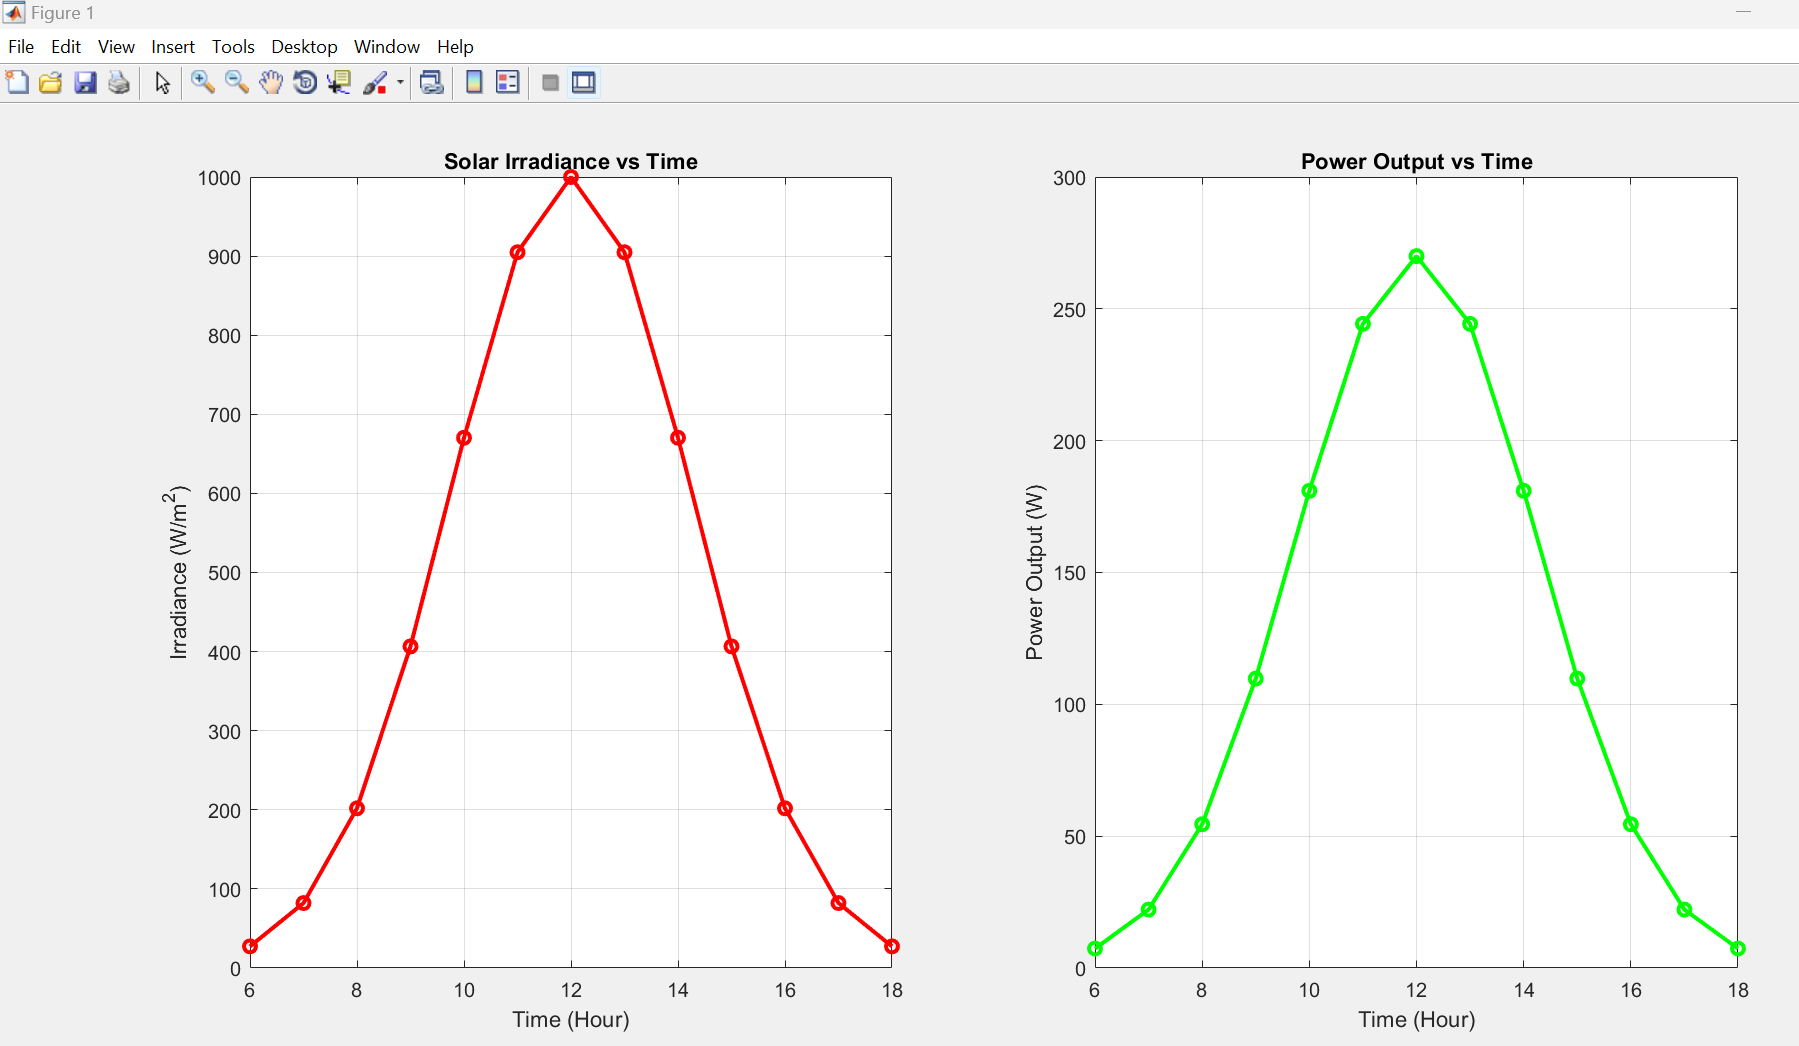 Figure 1
File Edit View Insert Tools Desktop Window Help
Solar Irradiance vs Time
1000
900
800
700
600
500
400
300
200
100
0
Irradiance (W/m²)
6 8 10 12 14 16 18
Time (Hour)
Power Output vs Time
300
250
200
150
100
50
0
Power Output (W)
6 8 10 12 14 16 18
Time (Hour)